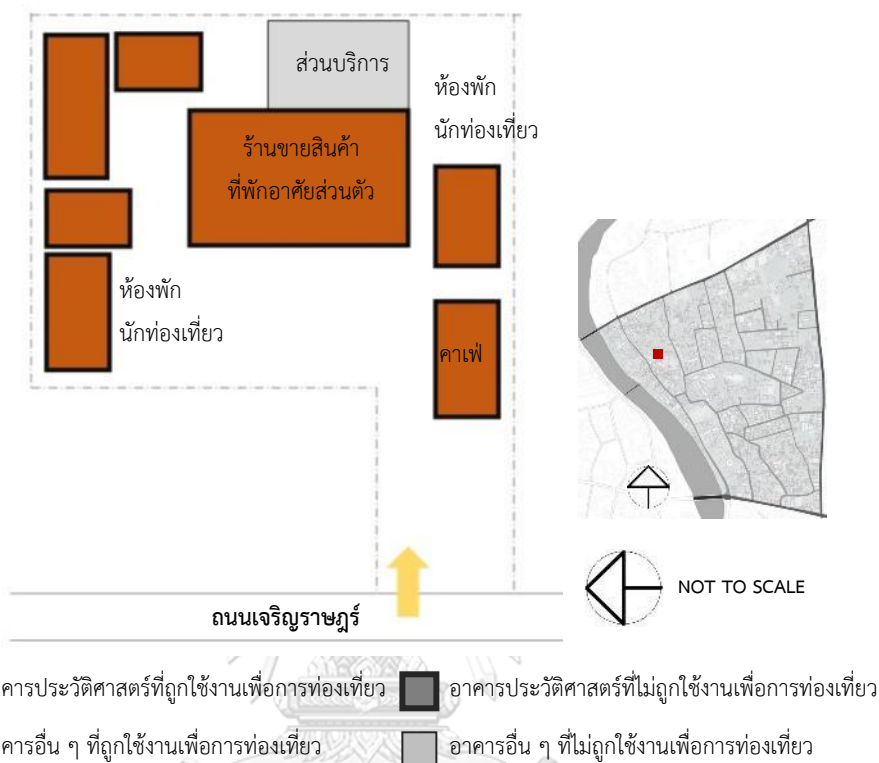 ส่วนบริการ
ห้องพัก
นักท่องเที่ยว
ร้านขายสินค้า
ที่พักอาศัยส่วนตัว
ห้องพัก
นักท่องเที่ยว
คาเฟ่
ถนนเจริญราษฎร์
NOT TO SCALE
คารประวัติศาสตร์ที่ถูกใช้งานเพื่อการท่องเที่ยว อาคารประวัติศาสตร์ที่ไม่ถูกใช้งานเพื่อการท่องเที่ยว
คารอื่น ๆ ที่ถูกใช้งานเพื่อการท่องเที่ยว อาคารอื่น ๆ ที่ไม่ถูกใช้งานเพื่อการท่องเที่ยว